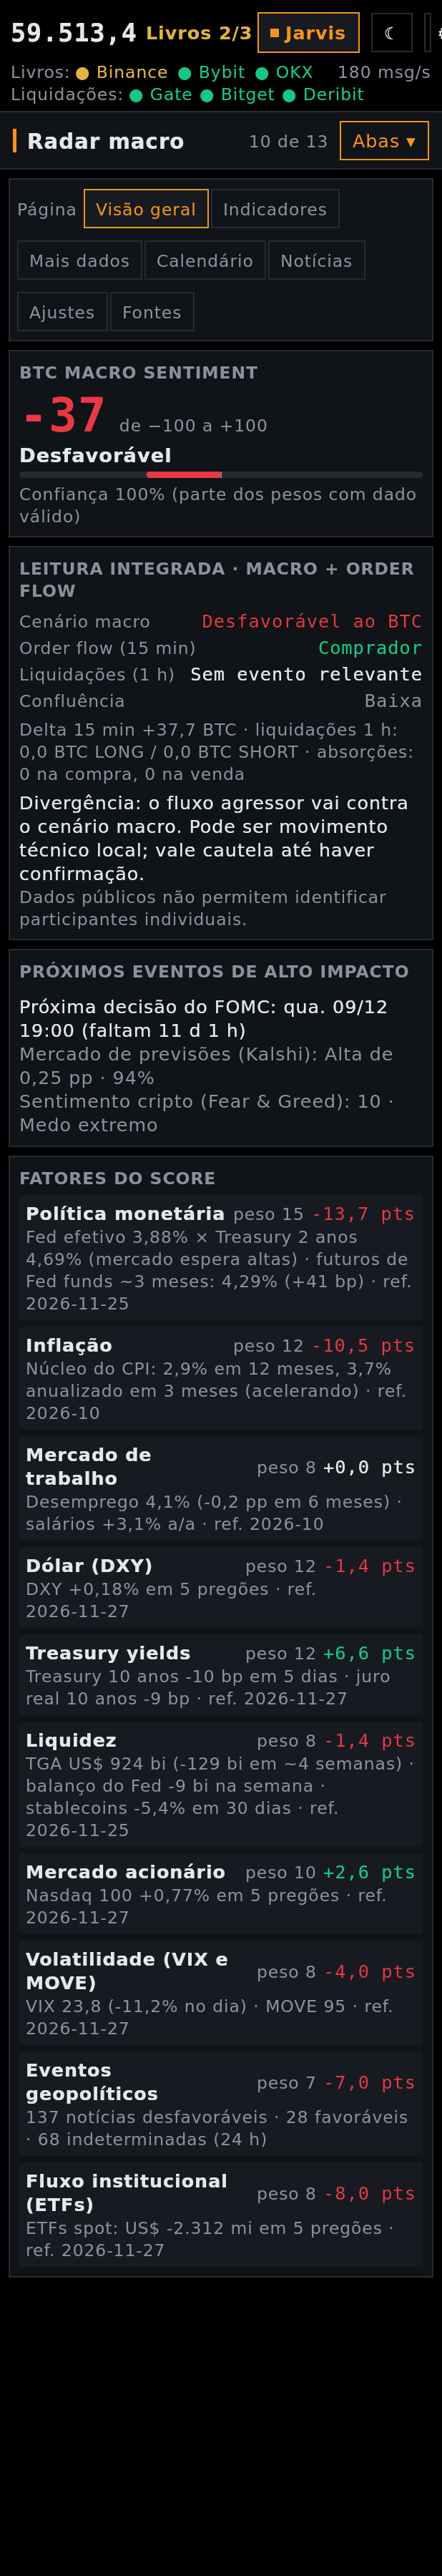 59.513,4 Livros 2/3 Jarvis
Livros: Binance Bybit OKX 180 msg/s
Liquidações: Gate Bitget Deribit
Radar macro 10 de 13 Abas ▾
Página Visão geral Indicadores
Mais dados Calendário Notícias
Ajustes Fontes
BTC MACRO SENTIMENT
-37 de −100 a +100
Desfavorável
Confiança 100% (parte dos pesos com dado
válido)
LEITURA INTEGRADA · MACRO + ORDER
FLOW
Cenário macro Desfavorável ao BTC
Order flow (15 min) Comprador
Liquidações (1 h) Sem evento relevante
Confluência Baixa
Delta 15 min +37,7 BTC · liquidações 1 h:
0,0 BTC LONG / 0,0 BTC SHORT · absorções:
0 na compra, 0 na venda
Divergência: o fluxo agressor vai contra
o cenário macro. Pode ser movimento
técnico local; vale cautela até haver
confirmação.
Dados públicos não permitem identificar
participantes individuais.
PRÓXIMOS EVENTOS DE ALTO IMPACTO
Próxima decisão do FOMC: qua. 09/12
19:00 (faltam 11 d 1 h)
Mercado de previsões (Kalshi): Alta de
0,25 pp · 94%
Sentimento cripto (Fear & Greed): 10 ·
Medo extremo
FATORES DO SCORE
Política monetária peso 15 -13,7 pts
Fed efetivo 3,88% × Treasury 2 anos
4,69% (mercado espera altas) · futuros de
Fed funds ~3 meses: 4,29% (+41 bp) · ref.
2026-11-25
Inflação peso 12 -10,5 pts
Núcleo do CPI: 2,9% em 12 meses, 3,7%
anualizado em 3 meses (acelerando) · ref.
2026-10
Mercado de
trabalho peso 8 +0,0 pts
Desemprego 4,1% (-0,2 pp em 6 meses) ·
salários +3,1% a/a · ref. 2026-10
Dólar (DXY) peso 12 -1,4 pts
DXY +0,18% em 5 pregões · ref.
2026-11-27
Treasury yields peso 12 +6,6 pts
Treasury 10 anos -10 bp em 5 dias · juro
real 10 anos -9 bp · ref. 2026-11-27
Liquidez peso 8 -1,4 pts
TGA US$ 924 bi (-129 bi em ~4 semanas) ·
balanço do Fed -9 bi na semana ·
stablecoins -5,4% em 30 dias · ref.
2026-11-25
Mercado acionário peso 10 +2,6 pts
Nasdaq 100 +0,77% em 5 pregões · ref.
2026-11-27
Volatilidade (VIX e
MOVE) peso 8 -4,0 pts
VIX 23,8 (-11,2% no dia) · MOVE 95 · ref.
2026-11-27
Eventos
geopolíticos peso 7 -7,0 pts
137 notícias desfavoráveis · 28 favoráveis
· 68 indeterminadas (24 h)
Fluxo institucional
(ETFs) peso 8 -8,0 pts
ETFs spot: US$ -2.312 mi em 5 pregões ·
ref. 2026-11-27